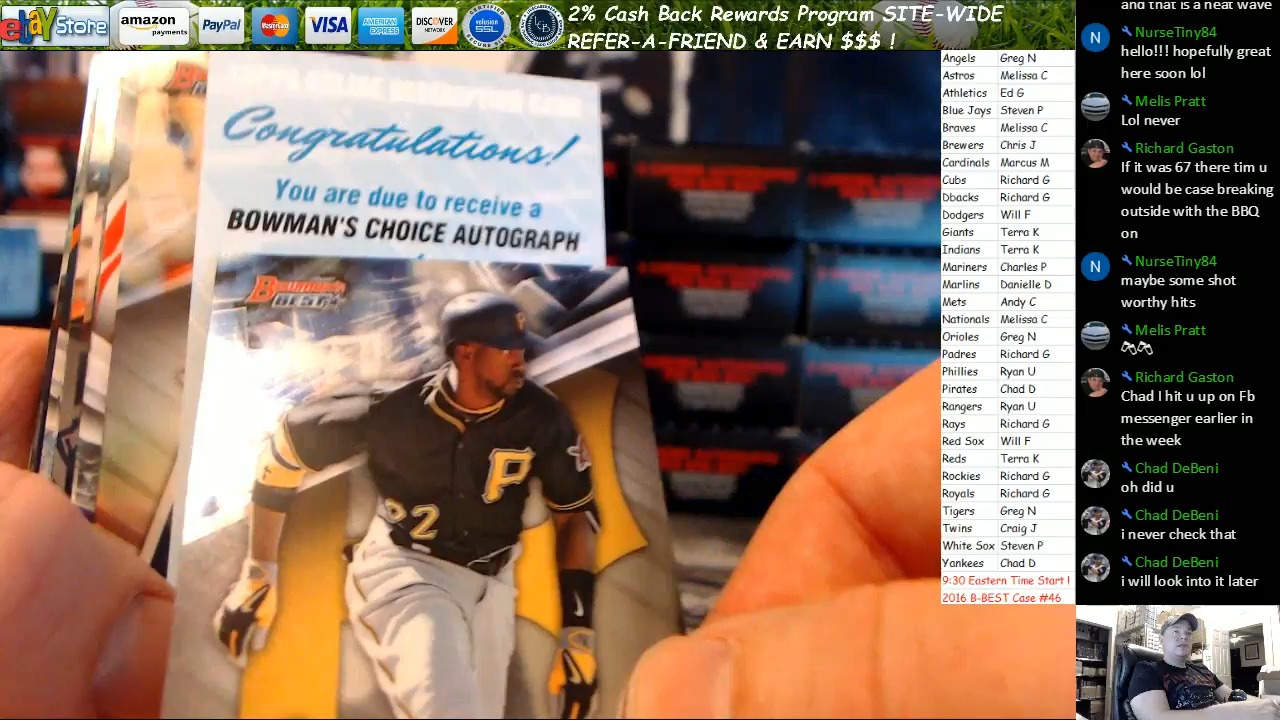 ebay Store
amazon
payments
PayPal
MasterCard
VISA
AMERICAN
EXPRESS
DISCOVER
NETWORK
volusion
SSL
2% Cash Back Rewards Program SITE-WIDE
REFER-A-FRIEND & EARN $$$ !
Congratulations!
You are due to receive a
BOWMAN'S CHOICE AUTOGRAPH
BOWMAN'S
BEST
P
22
Angels Greg N
Astros Melissa C
Athletics Ed G
Blue Jays Steven P
Braves Melissa C
Brewers Chris J
Cardinals Marcus M
Cubs Richard G
Dbacks Richard G
Dodgers Will F
Giants Terra K
Indians Terra K
Mariners Charles P
Marlins Danielle D
Mets Andy C
Nationals Melissa C
Orioles Greg N
Padres Richard G
Phillies Ryan U
Pirates Chad D
Rangers Ryan U
Rays Richard G
Red Sox Will F
Reds Terra K
Rockies Richard G
Royals Richard G
Tigers Greg N
Twins Craig J
White Sox Steven P
Yankees Chad D
9:30 Eastern Time Start !
2016 B-BEST Case #46
and that a heat wave
N
NurseTiny84
hello!!! hopefully great
here soon lol
Melis Pratt
Lol never
Richard Gaston
If it was 67 there tim u
would be case breaking
outside with the BBQ
on
N
NurseTiny84
maybe some shot
worthy hits
Melis Pratt
Richard Gaston
Chad I hit u up on Fb
messenger earlier in
the week
Chad DeBeni
oh did u
Chad DeBeni
i never check that
Chad DeBeni
i will look into it later